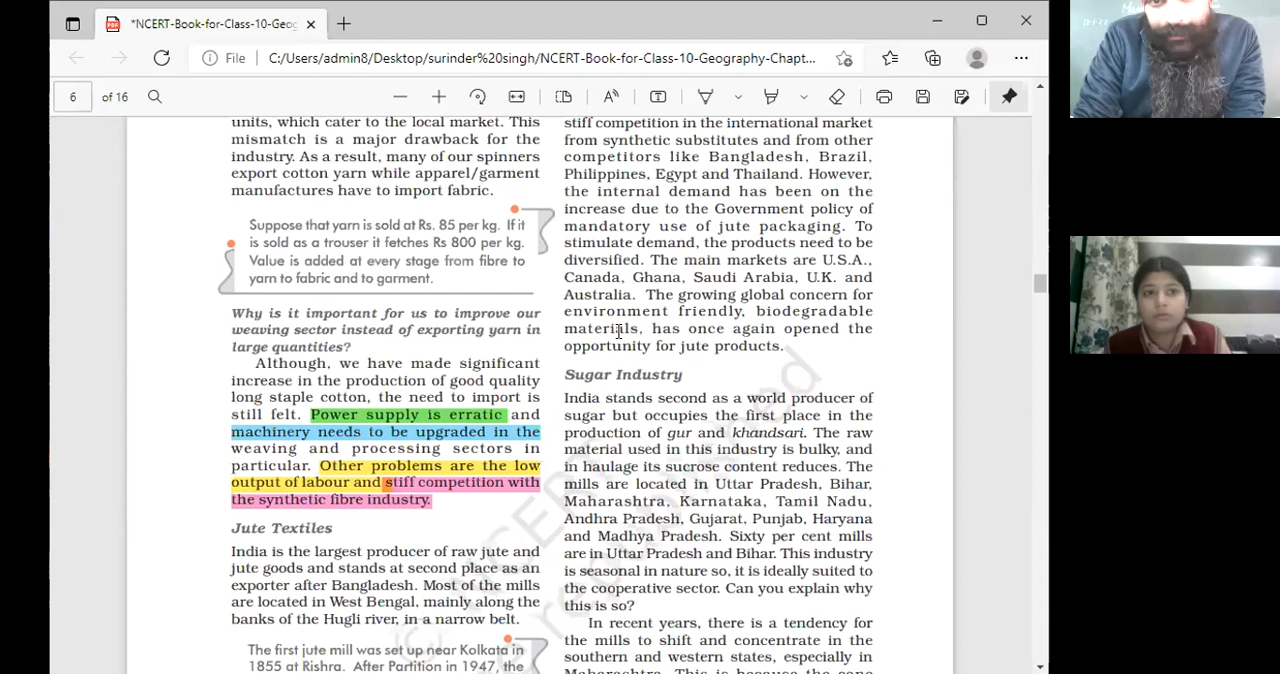 *NCERT-Book-for-Class-10-Geog
File
C:/Users/admin8/Desktop/surinder%20singh/NCERT-Book-for-Class-10-Geography-Chapt...
6 of 16
units, which cater to the local market. This
mismatch is a major drawback for the
industry. As a result, many of our spinners
export cotton yarn while apparel/garment
manufactures have to import fabric.
Suppose that yarn is sold at Rs. 85 per kg. If it
is sold as a trouser it fetches Rs 800 per kg.
Value is added at every stage from fibre to
yarn to fabric and to garment.
Why is it important for us to improve our
weaving sector instead of exporting yarn in
large quantities?
Although, we have made significant
increase in the production of good quality
long staple cotton, the need to import is
still felt. Power supply is erratic and
machinery needs to be upgraded in the
weaving and processing sectors in
particular. Other problems are the low
output of labour and stiff competition with
the synthetic fibre industry.
Jute Textiles
India is the largest producer of raw jute and
jute goods and stands at second place as an
exporter after Bangladesh. Most of the mills
are located in West Bengal, mainly along the
banks of the Hugli river, in a narrow belt.
The first jute mill was set up near Kolkata in
1855 at Rishra. After Partition in 1947, the
stiff competition in the international market
from synthetic substitutes and from other
competitors like Bangladesh, Brazil,
Philippines, Egypt and Thailand. However,
the internal demand has been on the
increase due to the Government policy of
mandatory use of jute packaging. To
stimulate demand, the products need to be
diversified. The main markets are U.S.A.,
Canada, Ghana, Saudi Arabia, U.K. and
Australia. The growing global concern for
environment friendly, biodegradable
materials, has once again opened the
opportunity for jute products.
Sugar Industry
India stands second as a world producer of
sugar but occupies the first place in the
production of gur and khandsari. The raw
material used in this industry is bulky, and
in haulage its sucrose content reduces. The
mills are located in Uttar Pradesh, Bihar,
Maharashtra, Karnataka, Tamil Nadu,
Andhra Pradesh, Gujarat, Punjab, Haryana
and Madhya Pradesh. Sixty per cent mills
are in Uttar Pradesh and Bihar. This industry
is seasonal in nature so, it is ideally suited to
the cooperative sector. Can you explain why
this is so?
In recent years, there is a tendency for
the mills to shift and concentrate in the
southern and western states, especially in
Maharashtra. This is because the cane
© NCERT